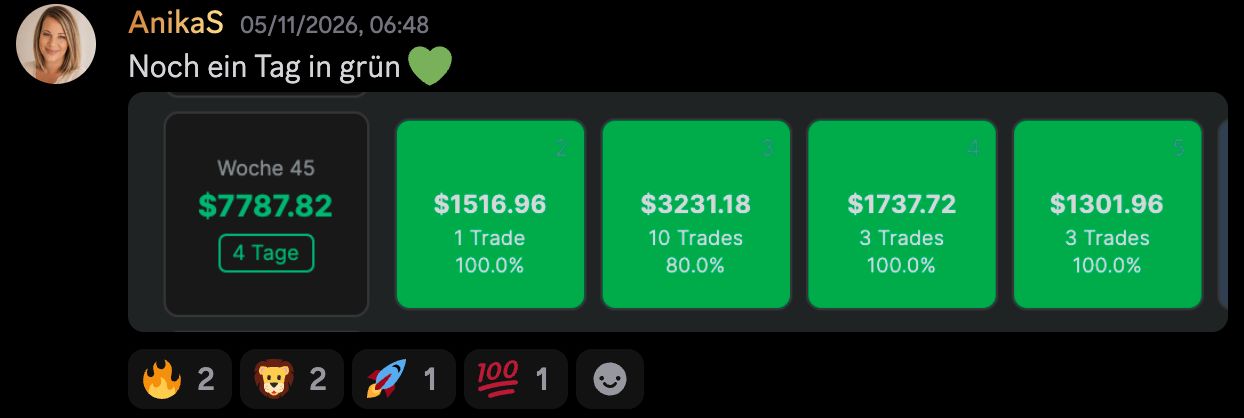 AnikaS 05/11/2026, 06:48
Noch ein Tag in grün 💚
Woche 45
$7787.82
4 Tage
2
$1516.96
1 Trade
100.0%
3
$3231.18
10 Trades
80.0%
4
$1737.72
3 Trades
100.0%
5
$1301.96
3 Trades
100.0%
🔥 2 🦁 2 🚀 1 💯 1